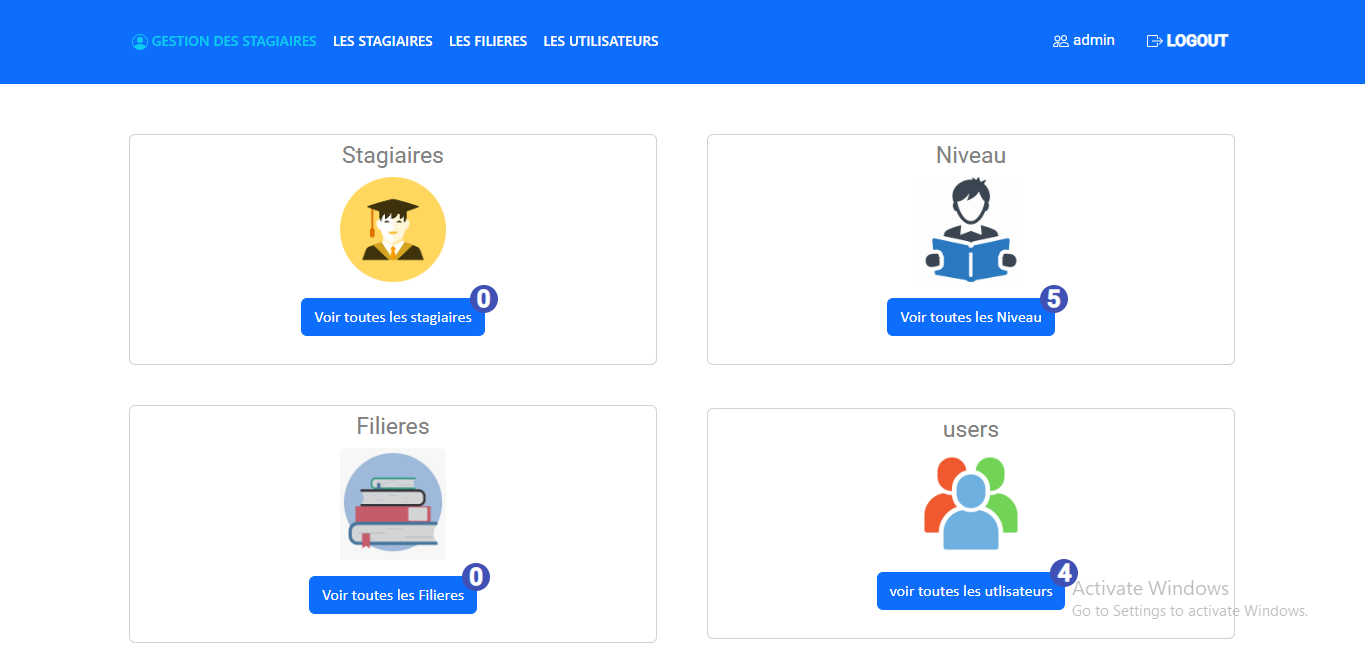 GESTION DES STAGIAIRES LES STAGIAIRES LES FILIERES LES UTILISATEURS admin LOGOUT
Stagiaires
Voir toutes les stagiaires 0
Niveau
Voir toutes les Niveau 5
Filieres
Voir toutes les Filieres 0
users
voir toutes les utlisateurs 4
Activate Windows
Go to Settings to activate Windows.